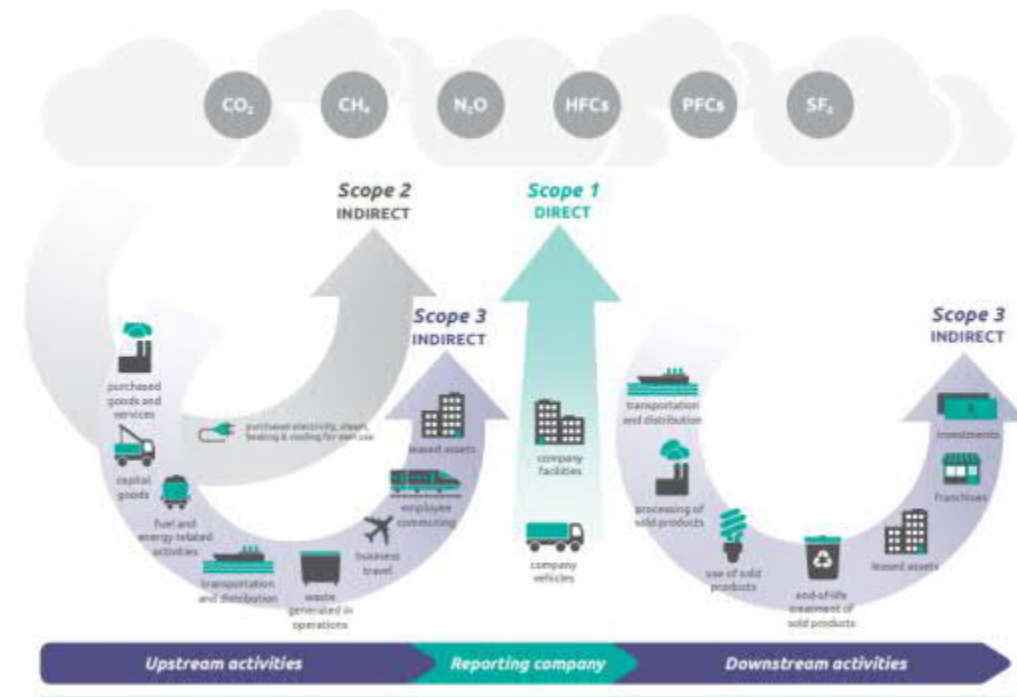 CO₂
CH₄
N₂O
HFCs
PFCs
SF₆
Scope 2
INDIRECT
Scope 1
DIRECT
Scope 3
INDIRECT
Scope 3
INDIRECT
purchased
goods and
services
capital
goods
fuel and
energy related
activities
transportation
and distribution
waste
generated in
operations
business
travel
employee
commuting
leased assets
purchased electricity, steam,
heating & cooling for own use
company
facilities
company
vehicles
transportation
and distribution
processing of
sold products
use of sold
products
end-of-life
treatment of
sold products
leased assets
franchises
investments
Upstream activities
Reporting company
Downstream activities